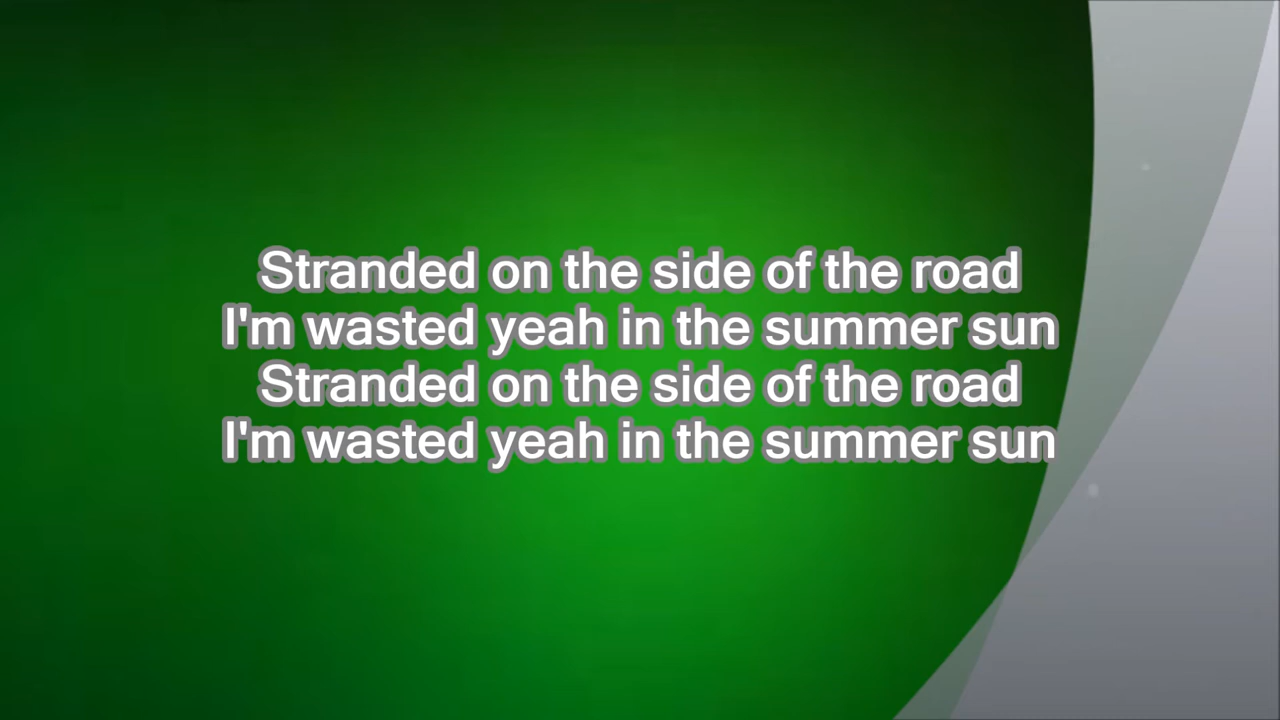 Stranded on the side of the road
I'm wasted yeah in the summer sun
Stranded on the side of the road
I'm wasted yeah in the summer sun